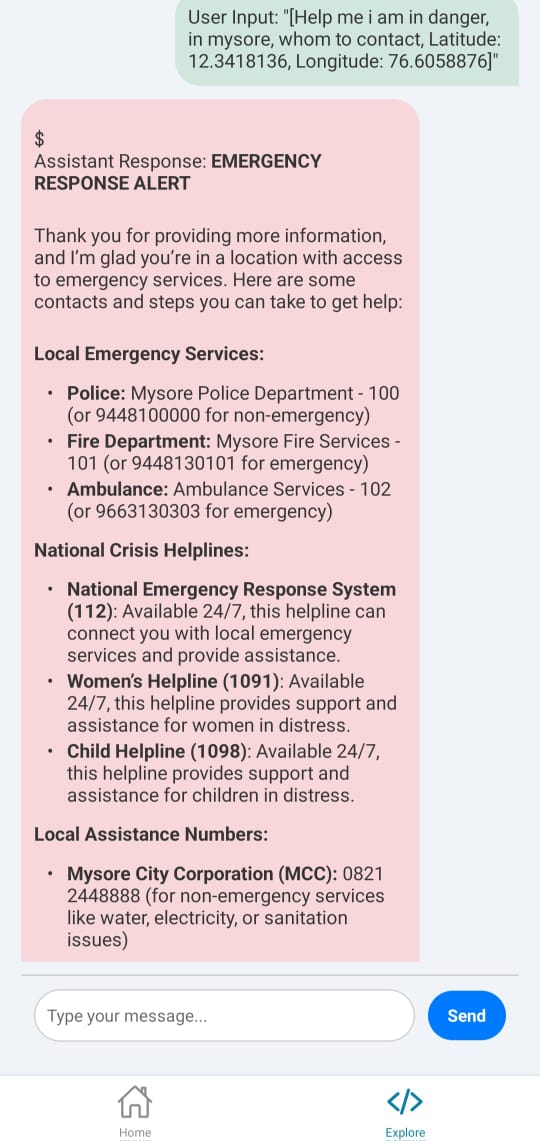 User Input: "[Help me i am in danger,
in mysore, whom to contact, Latitude:
12.3418136, Longitude: 76.6058876]"
$
Assistant Response: EMERGENCY
RESPONSE ALERT
Thank you for providing more information,
and I'm glad you're in a location with access
to emergency services. Here are some
contacts and steps you can take to get help:
Local Emergency Services:
• Police: Mysore Police Department - 100
(or 9448100000 for non-emergency)
• Fire Department: Mysore Fire Services -
101 (or 9448130101 for emergency)
• Ambulance: Ambulance Services - 102
(or 9663130303 for emergency)
National Crisis Helplines:
• National Emergency Response System
(112): Available 24/7, this helpline can
connect you with local emergency
services and provide assistance.
• Women's Helpline (1091): Available
24/7, this helpline provides support and
assistance for women in distress.
• Child Helpline (1098): Available 24/7,
this helpline provides support and
assistance for children in distress.
Local Assistance Numbers:
• Mysore City Corporation (MCC): 0821
2448888 (for non-emergency services
like water, electricity, or sanitation
issues)
Type your message...
Send
Home
</> Explore